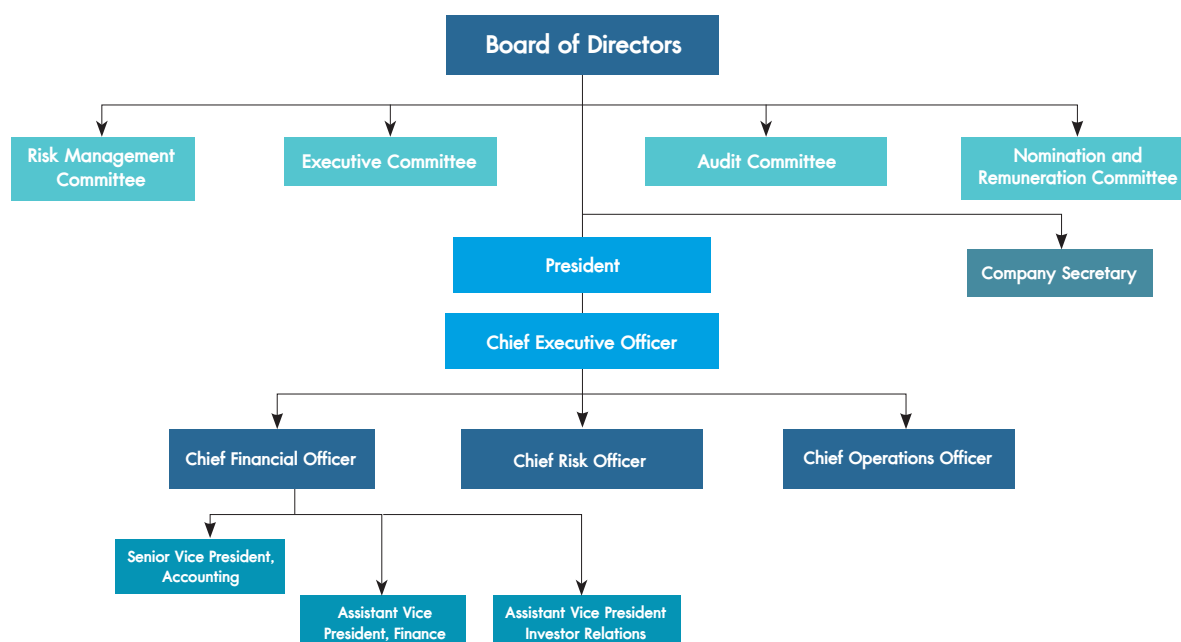 Board of Directors
Risk Management
Committee
Executive Committee
Audit Committee
Nomination and
Remuneration Committee
President
Company Secretary
Chief Executive Officer
Chief Financial Officer
Chief Risk Officer
Chief Operations Officer
Senior Vice President,
Accounting
Assistant Vice
President, Finance
Assistant Vice President
Investor Relations